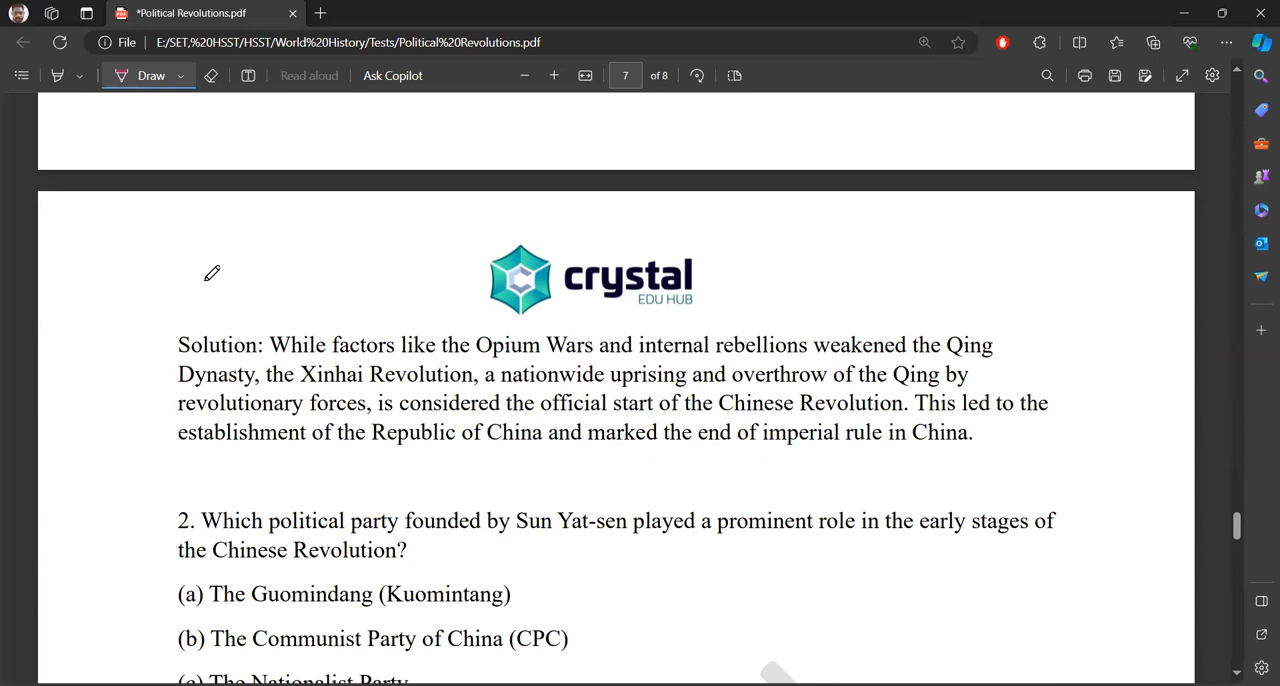 *Political Revolutions.pdf
File E:/SET,%20HSST/HSST/World%20History/Tests/Political%20Revolutions.pdf
Draw Read aloud Ask Copilot 7 of 8
crystal
EDU HUB
Solution: While factors like the Opium Wars and internal rebellions weakened the Qing
Dynasty, the Xinhai Revolution, a nationwide uprising and overthrow of the Qing by
revolutionary forces, is considered the official start of the Chinese Revolution. This led to the
establishment of the Republic of China and marked the end of imperial rule in China.
2. Which political party founded by Sun Yat-sen played a prominent role in the early stages of
the Chinese Revolution?
(a) The Guomindang (Kuomintang)
(b) The Communist Party of China (CPC)
(c) The Nationalist Party